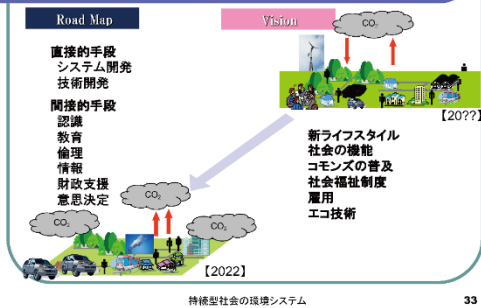 Road Map
直接的手段
システム開発
技術開発
間接的手段
認識
教育
倫理
情報
財政支援
意思決定
CO2
CO2
CO2
【2022】
Vision
CO2
【20??】
新ライフスタイル
社会の機能
コモンズの普及
社会福祉制度
雇用
エコ技術
持続型社会の環境システム
33